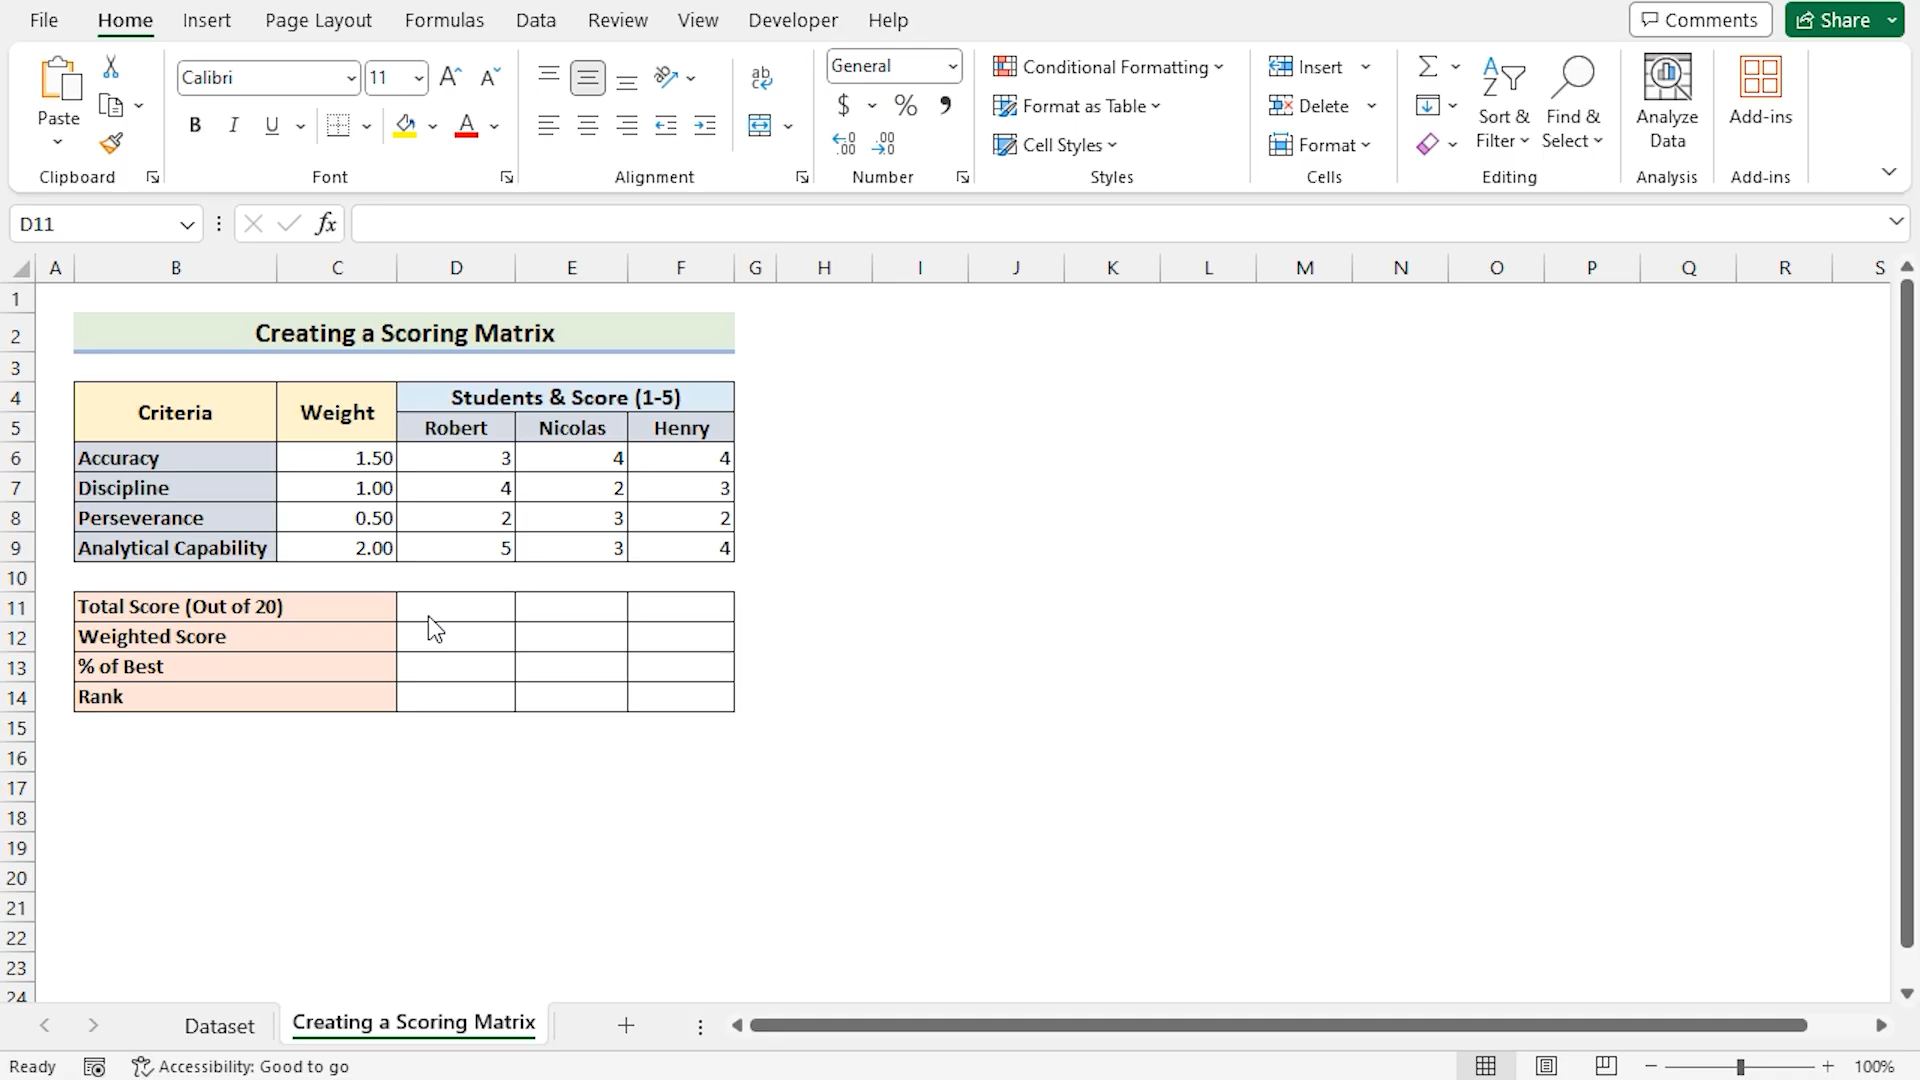 File Home Insert Page Layout Formulas Data Review View Developer Help Comments Share
Calibri 11 General Conditional Formatting Insert
Paste Format as Table Delete Sort & Filter Find & Select Analyze Data Add-ins
B I U A $ % Cell Styles Format
Clipboard Font Alignment Number Styles Cells Editing Analysis Add-ins
D11 fx
A B C D E F G H I J K L M N O P Q R S
1
2 Creating a Scoring Matrix
3
4 Criteria Weight Students & Score (1-5)
5 Robert Nicolas Henry
6 Accuracy 1.50 3 4 4
7 Discipline 1.00 4 2 3
8 Perseverance 0.50 2 3 2
9 Analytical Capability 2.00 5 3 4
10
11 Total Score (Out of 20)
12 Weighted Score
13 % of Best
14 Rank
15
16
17
18
19
20
21
22
23
24
Dataset Creating a Scoring Matrix
Ready Accessibility: Good to go 100%